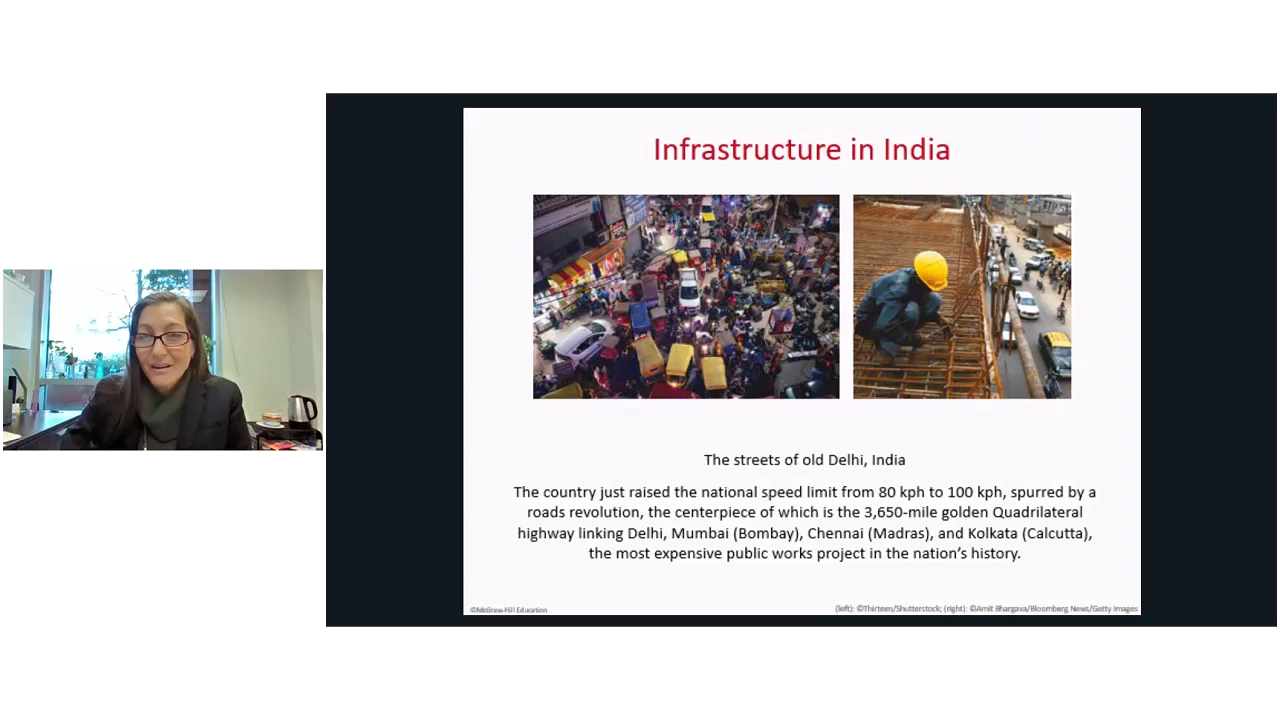 Infrastructure in India
The streets of old Delhi, India
The country just raised the national speed limit from 80 kph to 100 kph, spurred by a
roads revolution, the centerpiece of which is the 3,650-mile golden Quadrilateral
highway linking Delhi, Mumbai (Bombay), Chennai (Madras), and Kolkata (Calcutta),
the most expensive public works project in the nation’s history.
©McGraw-Hill Education
(left): ©Thirteen/Shutterstock; (right): ©Amit Bhargava/Bloomberg News/Getty Images